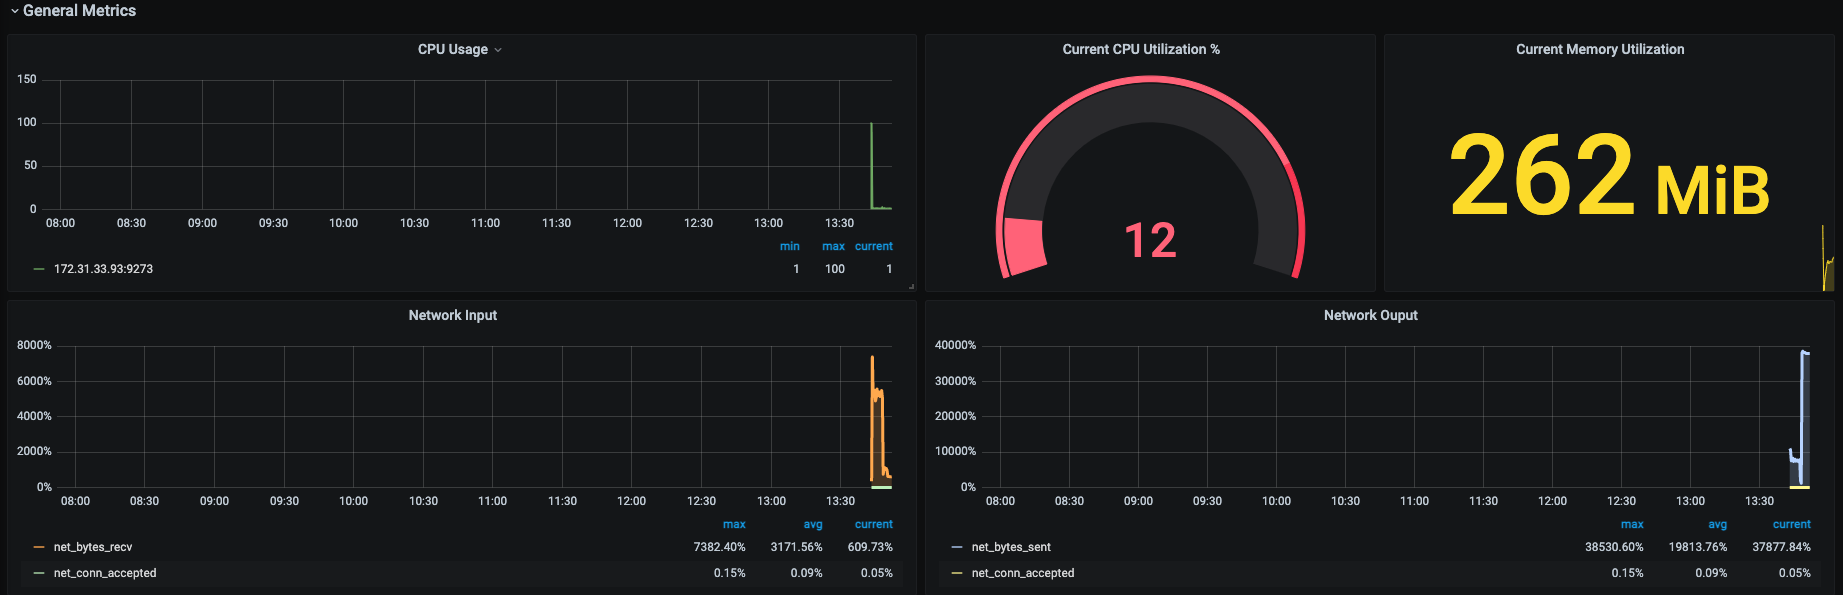 General Metrics
CPU Usage
150
100
50
0
08:00 08:30 09:00 09:30 10:00 10:30 11:00 11:30 12:00 12:30 13:00 13:30
min max current
172.31.33.93:9273 1 100 1
Current CPU Utilization %
12
Current Memory Utilization
262 MiB
Network Input
8000%
6000%
4000%
2000%
0%
08:00 08:30 09:00 09:30 10:00 10:30 11:00 11:30 12:00 12:30 13:00 13:30
max avg current
net_bytes_recv 7382.40% 3171.56% 609.73%
net_conn_accepted 0.15% 0.09% 0.05%
Network Ouput
40000%
30000%
20000%
10000%
0%
08:00 08:30 09:00 09:30 10:00 10:30 11:00 11:30 12:00 12:30 13:00 13:30
max avg current
net_bytes_sent 38530.60% 19813.76% 37877.84%
net_conn_accepted 0.15% 0.09% 0.05%